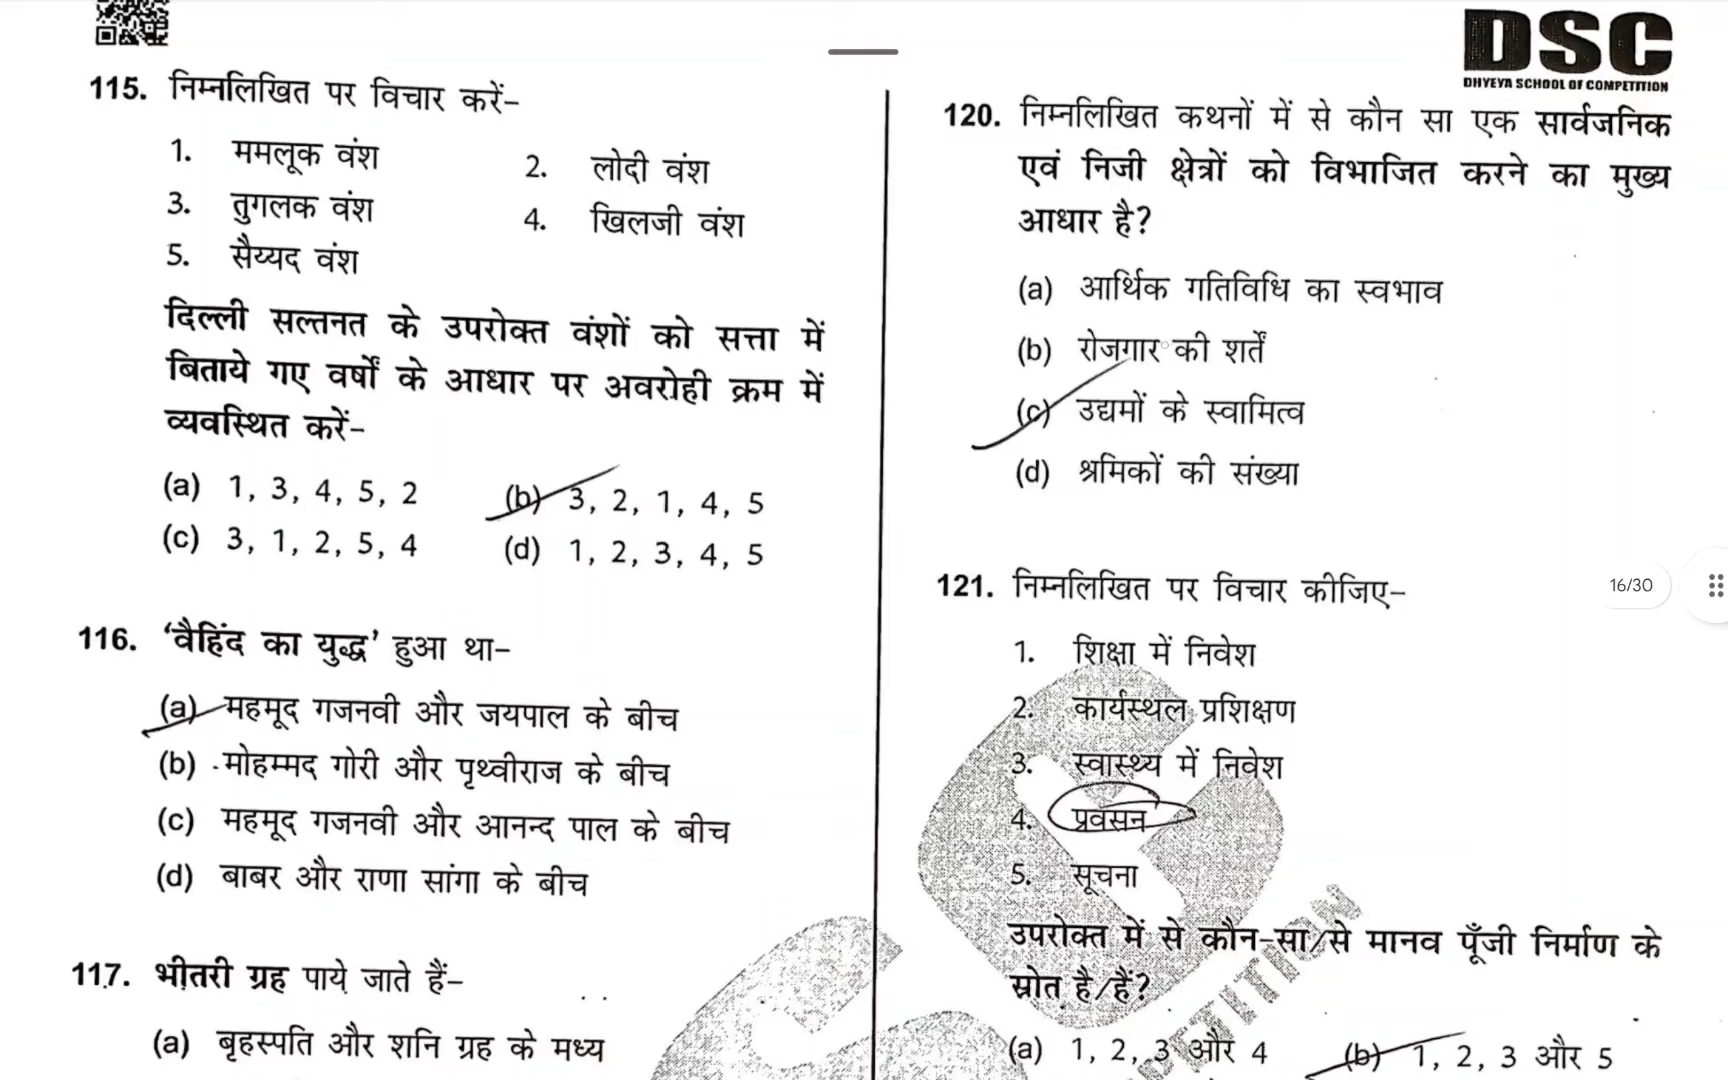 DSC
DHYEYA SCHOOL OF COMPETITION
115. निम्नलिखित पर विचार करें-
1. ममलूक वंश 2. लोदी वंश
3. तुगलक वंश 4. खिलजी वंश
5. सैय्यद वंश
दिल्ली सल्तनत के उपरोक्त वंशों को सत्ता में
बिताये गए वर्षों के आधार पर अवरोही क्रम में
व्यवस्थित करें-
(a) 1, 3, 4, 5, 2 (b) 3, 2, 1, 4, 5
(c) 3, 1, 2, 5, 4 (d) 1, 2, 3, 4, 5
116. 'वैहिंद का युद्ध' हुआ था-
(a) महमूद गजनवी और जयपाल के बीच
(b) मोहम्मद गोरी और पृथ्वीराज के बीच
(c) महमूद गजनवी और आनन्द पाल के बीच
(d) बाबर और राणा सांगा के बीच
117. भीतरी ग्रह पाये जाते हैं-
(a) बृहस्पति और शनि ग्रह के मध्य
120. निम्नलिखित कथनों में से कौन सा एक सार्वजनिक
एवं निजी क्षेत्रों को विभाजित करने का मुख्य
आधार है?
(a) आर्थिक गतिविधि का स्वभाव
(b) रोजगार की शर्तें
(c) उद्यमों के स्वामित्व
(d) श्रमिकों की संख्या
121. निम्नलिखित पर विचार कीजिए-
1. शिक्षा में निवेश
2. कार्यस्थल प्रशिक्षण
3. स्वास्थ्य में निवेश
4. प्रवसन
5. सूचना
उपरोक्त में से कौन-सा/से मानव पूँजी निर्माण के
स्रोत है/हैं?
(a) 1, 2, 3 और 4 (b) 1, 2, 3 और 5
16/30